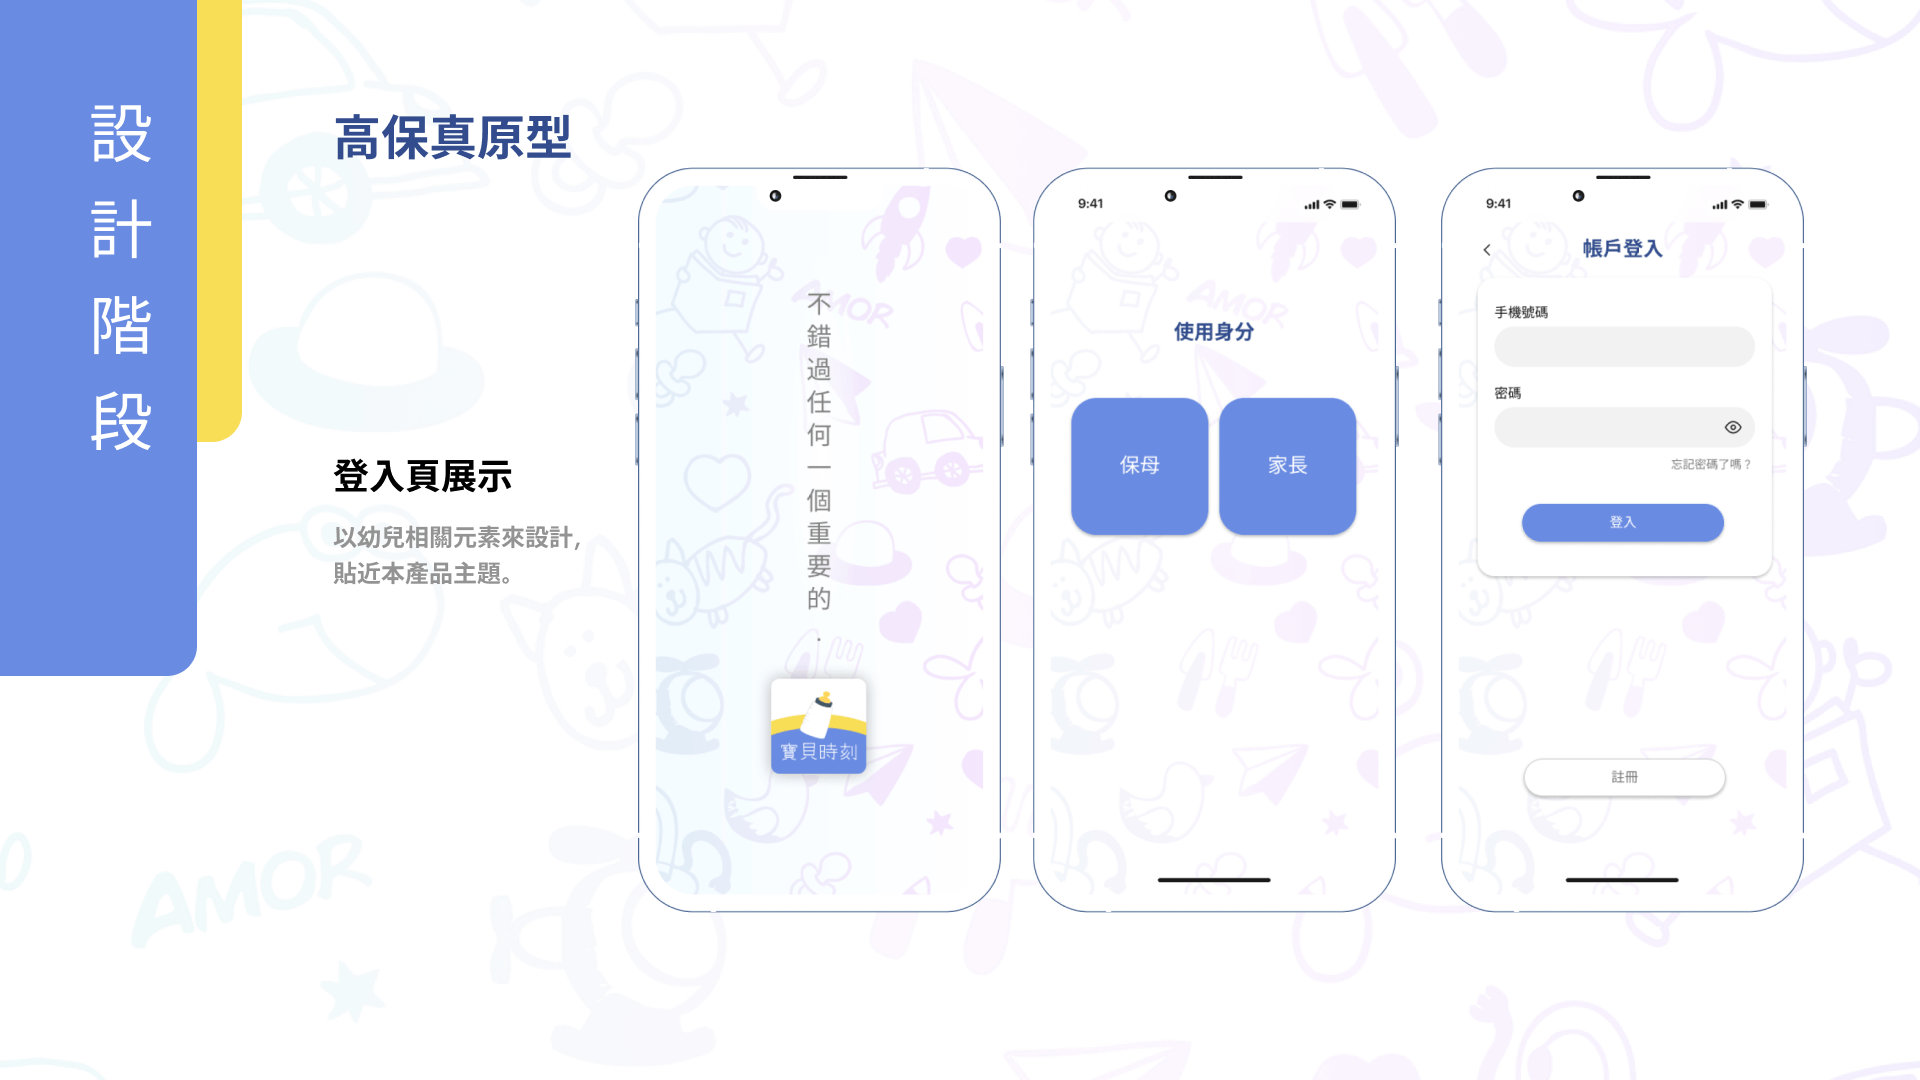 設計階段
高保真原型
登入頁展示
以幼兒相關元素來設計,
貼近本產品主題。
AMOR
不錯過任何一個重要的.
AMOR
寶貝時刻
9:41
AMOR
使用身分
保母
家長
9:41
帳戶登入
手機號碼
密碼
忘記密碼了嗎？
登入
註冊